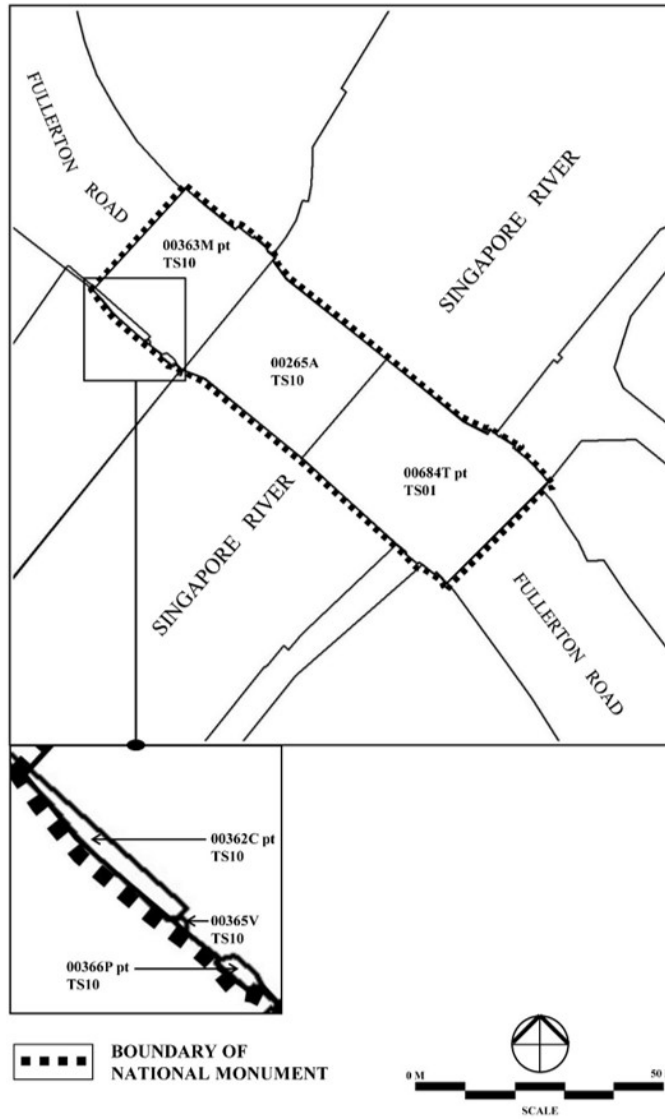 FULLERTON ROAD
00363M pt
TS10
SINGAPORE RIVER
00265A
TS10
00684T pt
TS01
SINGAPORE RIVER
FULLERTON ROAD
00362C pt
TS10
00365V
TS10
00366P pt
TS10
BOUNDARY OF
NATIONAL MONUMENT
0 M
50
SCALE